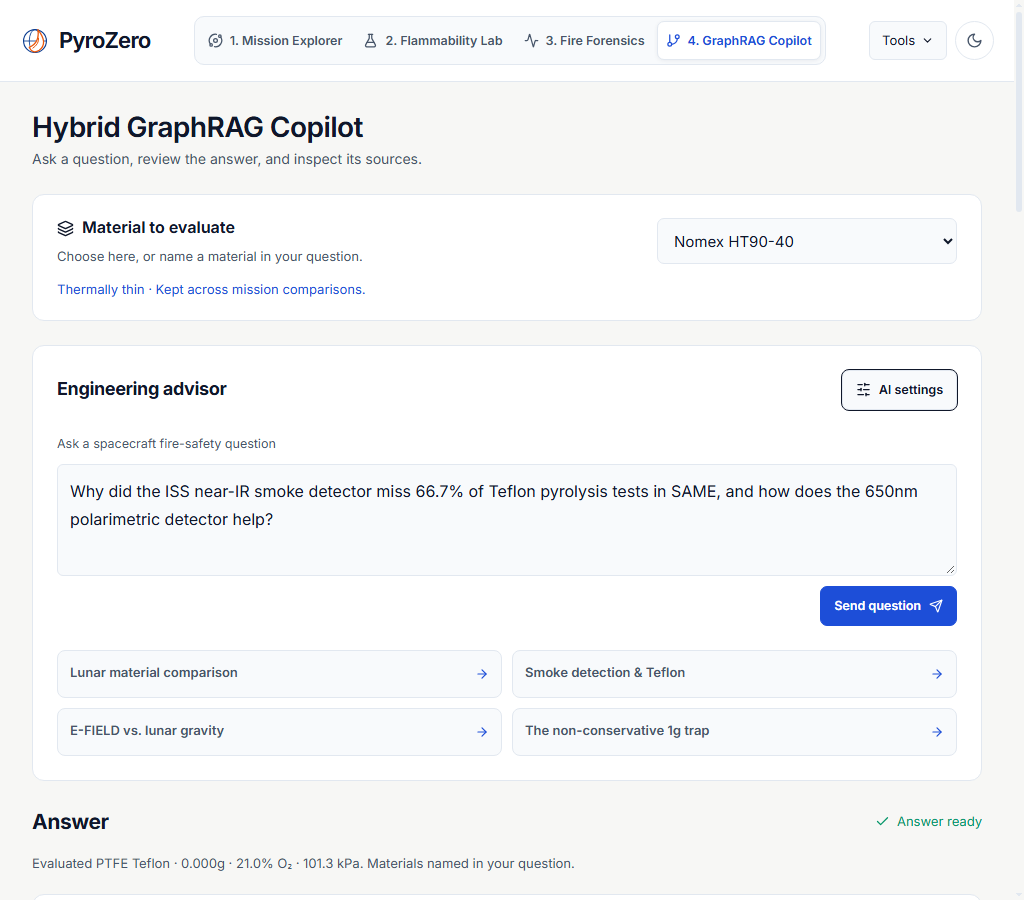 PyroZero
1. Mission Explorer
2. Flammability Lab
3. Fire Forensics
4. GraphRAG Copilot
Tools
Hybrid GraphRAG Copilot
Ask a question, review the answer, and inspect its sources.
Material to evaluate
Choose here, or name a material in your question.
Thermally thin · Kept across mission comparisons.
Nomex HT90-40
Engineering advisor
AI settings
Ask a spacecraft fire-safety question
Why did the ISS near-IR smoke detector miss 66.7% of Teflon pyrolysis tests in SAME, and how does the 650nm
polarimetric detector help?
Send question
Lunar material comparison
Smoke detection & Teflon
E-FIELD vs. lunar gravity
The non-conservative 1g trap
Answer
Answer ready
Evaluated PTFE Teflon · 0.000g · 21.0% O₂ · 101.3 kPa. Materials named in your question.